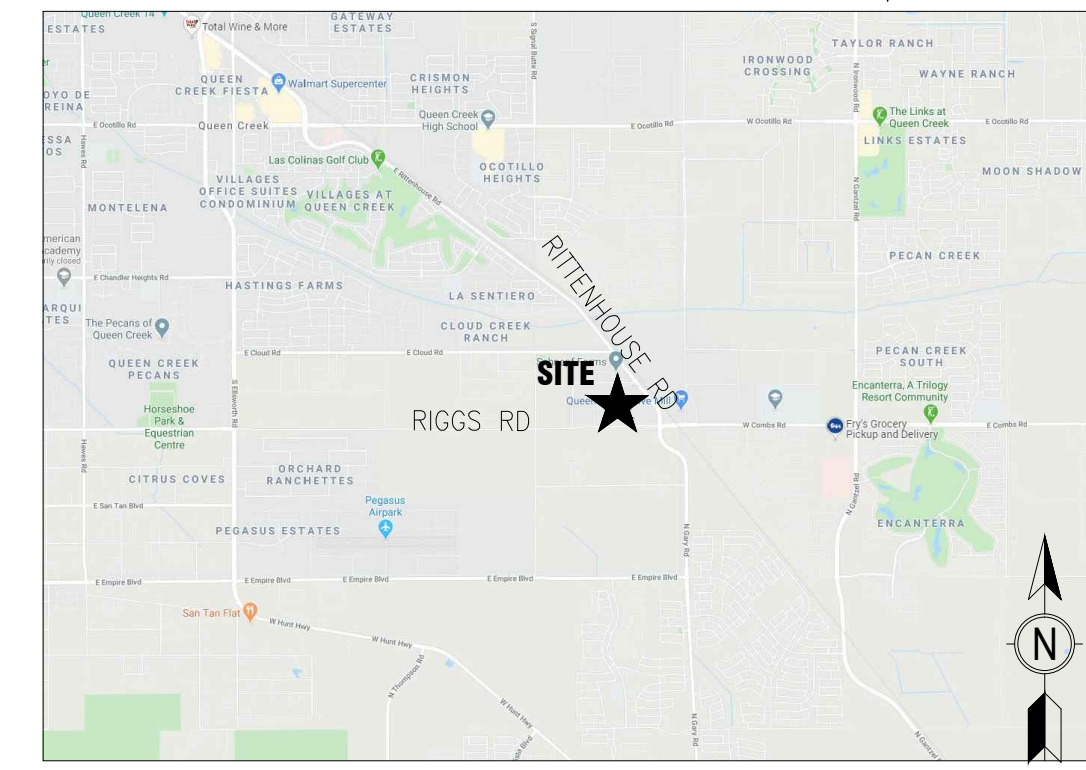 Queen Creek 14
ESTATES
Total Wine & More
GATEWAY
ESTATES
S Signal Butte Rd
TAYLOR RANCH
IRONWOOD
CROSSING
N Ironwood Rd
WAYNE RANCH
QUEEN
CREEK FIESTA
Walmart Supercenter
CRISMON
HEIGHTS
OYO DE
REINA
Queen Creek
High School
The Links at
Queen Creek
E Ocotillo Rd
Queen Creek
E Ocotillo Rd
W Ocotillo Rd
E Ocotillo Rd
LINKS ESTATES
ESSA
OS
Hawes Rd
Las Colinas Golf Club
E Rittenhouse Rd
OCOTILLO
HEIGHTS
MOON SHADOW
VILLAGES
OFFICE SUITES
CONDOMINIUM
VILLAGES AT
QUEEN CREEK
MONTELENA
N Gantzel Rd
merican
cademy
rily closed
RITTENHOUSE RD
PECAN CREEK
E Chandler Heights Rd
HASTINGS FARMS
LA SENTIERO
ARQUI
TES
The Pecans of
Queen Creek
CLOUD CREEK
RANCH
E Cloud Rd
E Cloud Rd
QUEEN CREEK
PECANS
PECAN CREEK
SOUTH
SITE
Encanterra, A Trilogy
Resort Community
S Ellsworth Rd
Horseshoe
Park &
Equestrian
Centre
RIGGS RD
W Combs Rd
Fry's Grocery
Pickup and Delivery
E Combs Rd
Hawes Rd
CITRUS COVES
ORCHARD
RANCHETTES
N Gantzel Rd
E San Tan Blvd
Pegasus
Airpark
PEGASUS ESTATES
N Gary Rd
ENCANTERRA
E Empire Blvd
E Empire Blvd
E Empire Blvd
E Empire Blvd
E Empire Blvd
San Tan Flat
W Hunt Hwy
W Hunt Hwy
N Thompson Rd
W Hunt Hwy
N Gary Rd
N Gantzel R
N